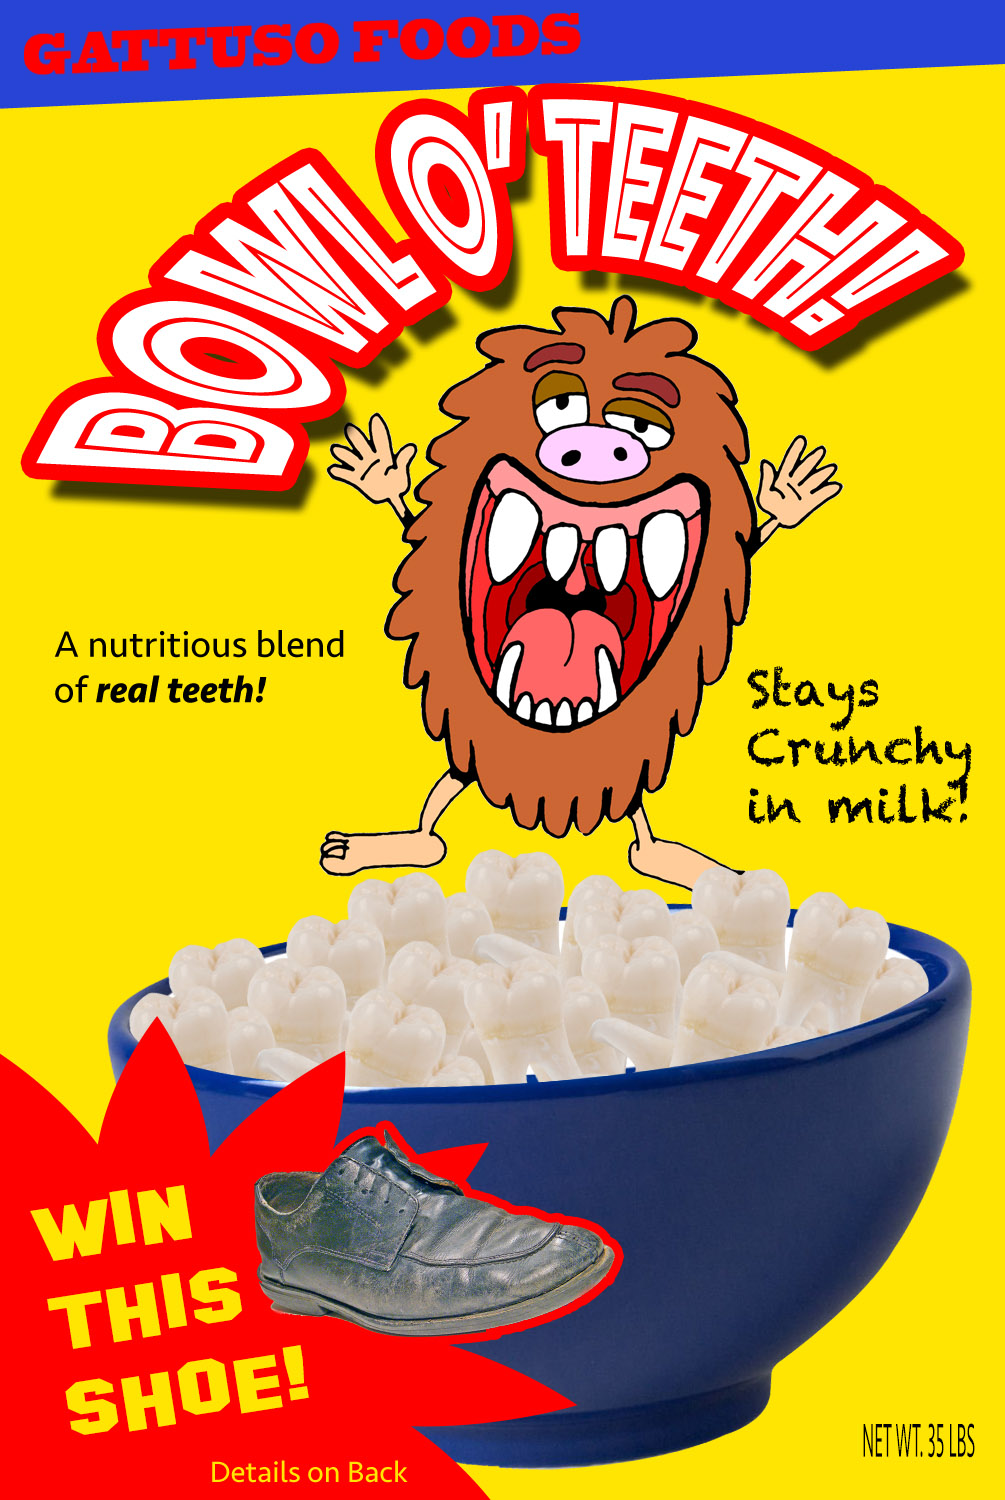 GATTUSO FOODS
BOWL O' TEETH!
A nutritious blend
of real teeth!
Stays
Crunchy
in milk!
WIN
THIS
SHOE!
Details on Back
NET WT. 35 LBS